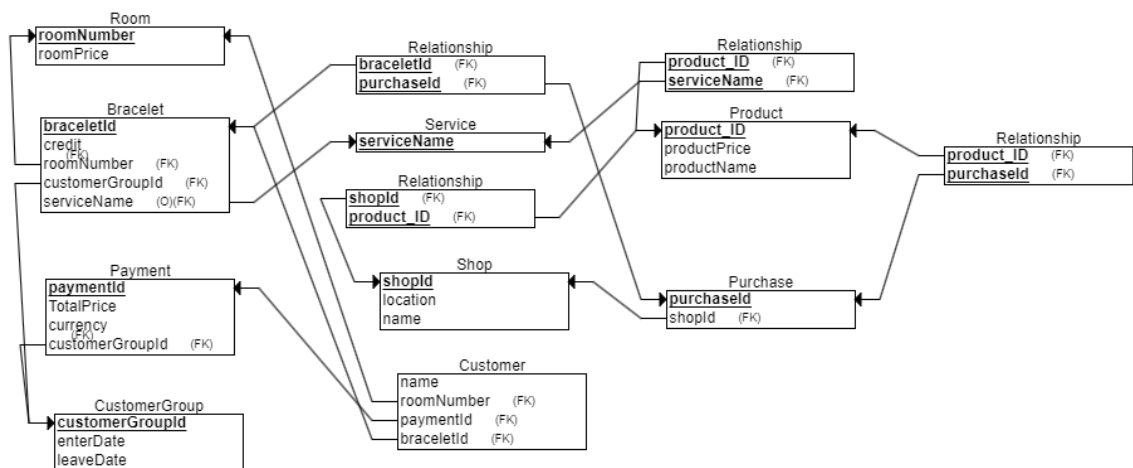 Room
roomNumber
roomPrice
Bracelet
braceletId
credit
(FK)
roomNumber (FK)
customerGroupId (FK)
serviceName (O)(FK)
Payment
paymentId
TotalPrice
currency
(FK)
customerGroupId (FK)
CustomerGroup
customerGroupId
enterDate
leaveDate
Relationship
braceletId (FK)
purchaseId (FK)
Service
serviceName
Relationship
shopId (FK)
product_ID (FK)
Shop
shopId
location
name
Customer
name
roomNumber (FK)
paymentId (FK)
braceletId (FK)
Relationship
product_ID (FK)
serviceName (FK)
Product
product_ID
productPrice
productName
Purchase
purchaseId
shopId (FK)
Relationship
product_ID (FK)
purchaseId (FK)